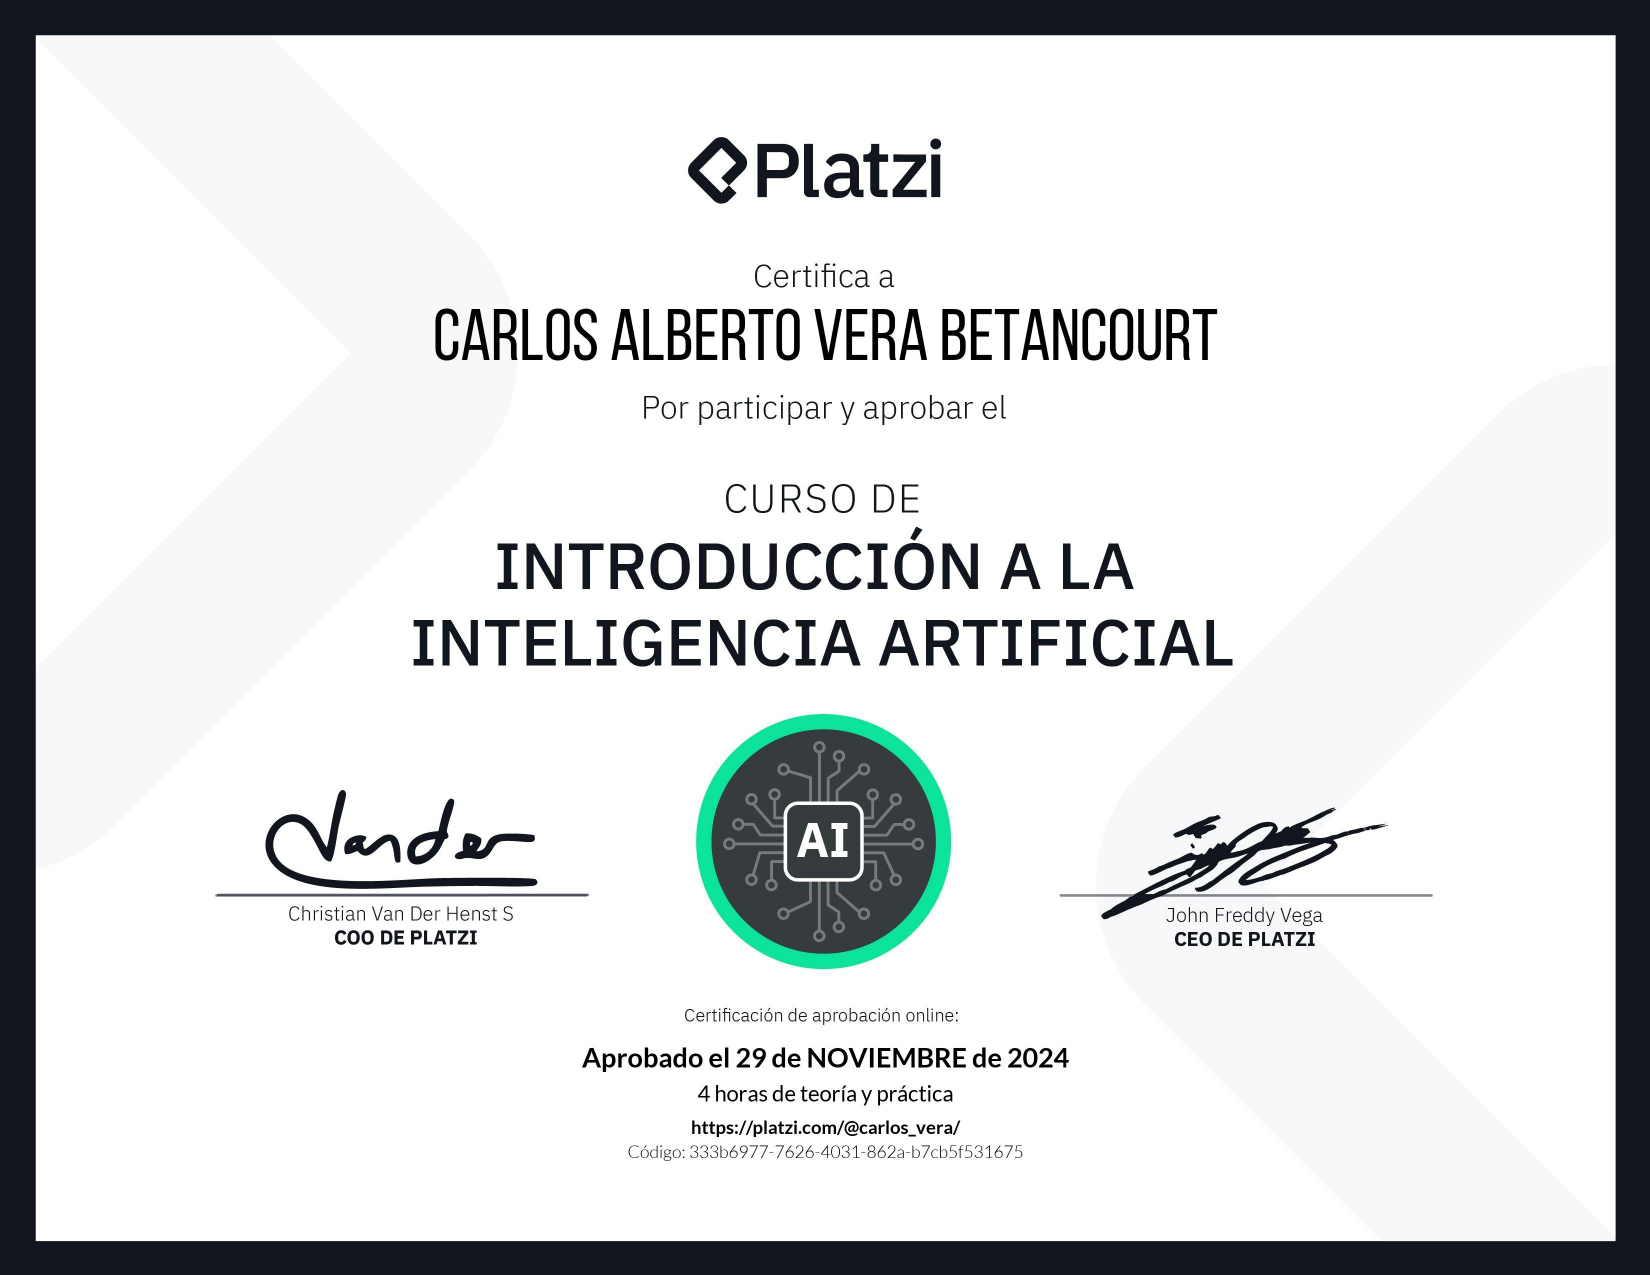 Platzi
Certifica a
CARLOS ALBERTO VERA BETANCOURT
Por participar y aprobar el
CURSO DE
INTRODUCCIÓN A LA
INTELIGENCIA ARTIFICIAL
AI
Vander
Christian Van Der Henst S
COO DE PLATZI
John Freddy Vega
CEO DE PLATZI
Certificación de aprobación online:
Aprobado el 29 de NOVIEMBRE de 2024
4 horas de teoría y práctica
https://platzi.com/@carlos_vera/
Código: 333b6977-7626-4031-862a-b7cb5f531675